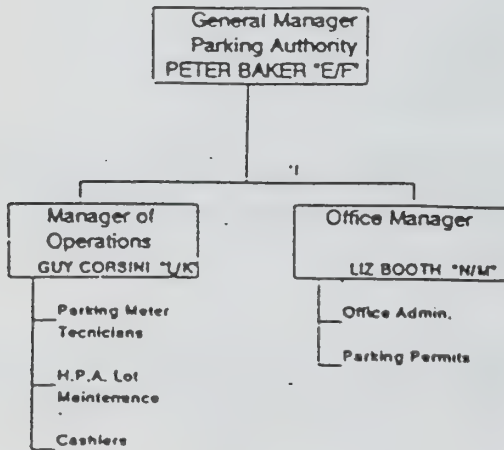 General Manager
Parking Authority
PETER BAKER "E/F"
Manager of
Operations
GUY CORSINI
Office Manager
LIZ BOOTH "N/M"
Parking Meter
Tecnicians
H.P.A. Lot
Maintenance
Cashiers
Office Admin.
Parking Permits